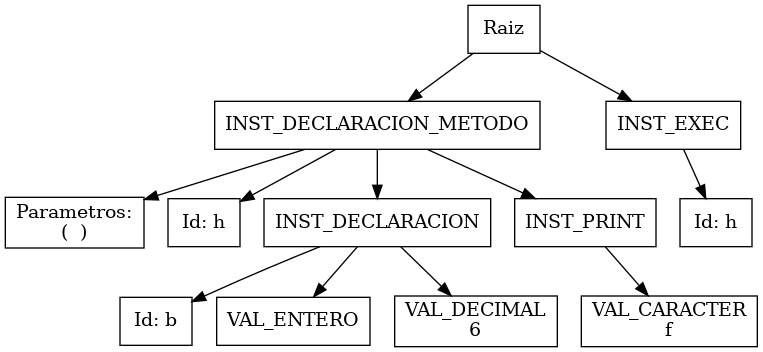 Raiz
INST_DECLARACION_METODO
INST_EXEC
Parametros:
(  )
Id: h
INST_DECLARACION
INST_PRINT
Id: h
Id: b
VAL_ENTERO
VAL_DECIMAL
6
VAL_CARACTER
f